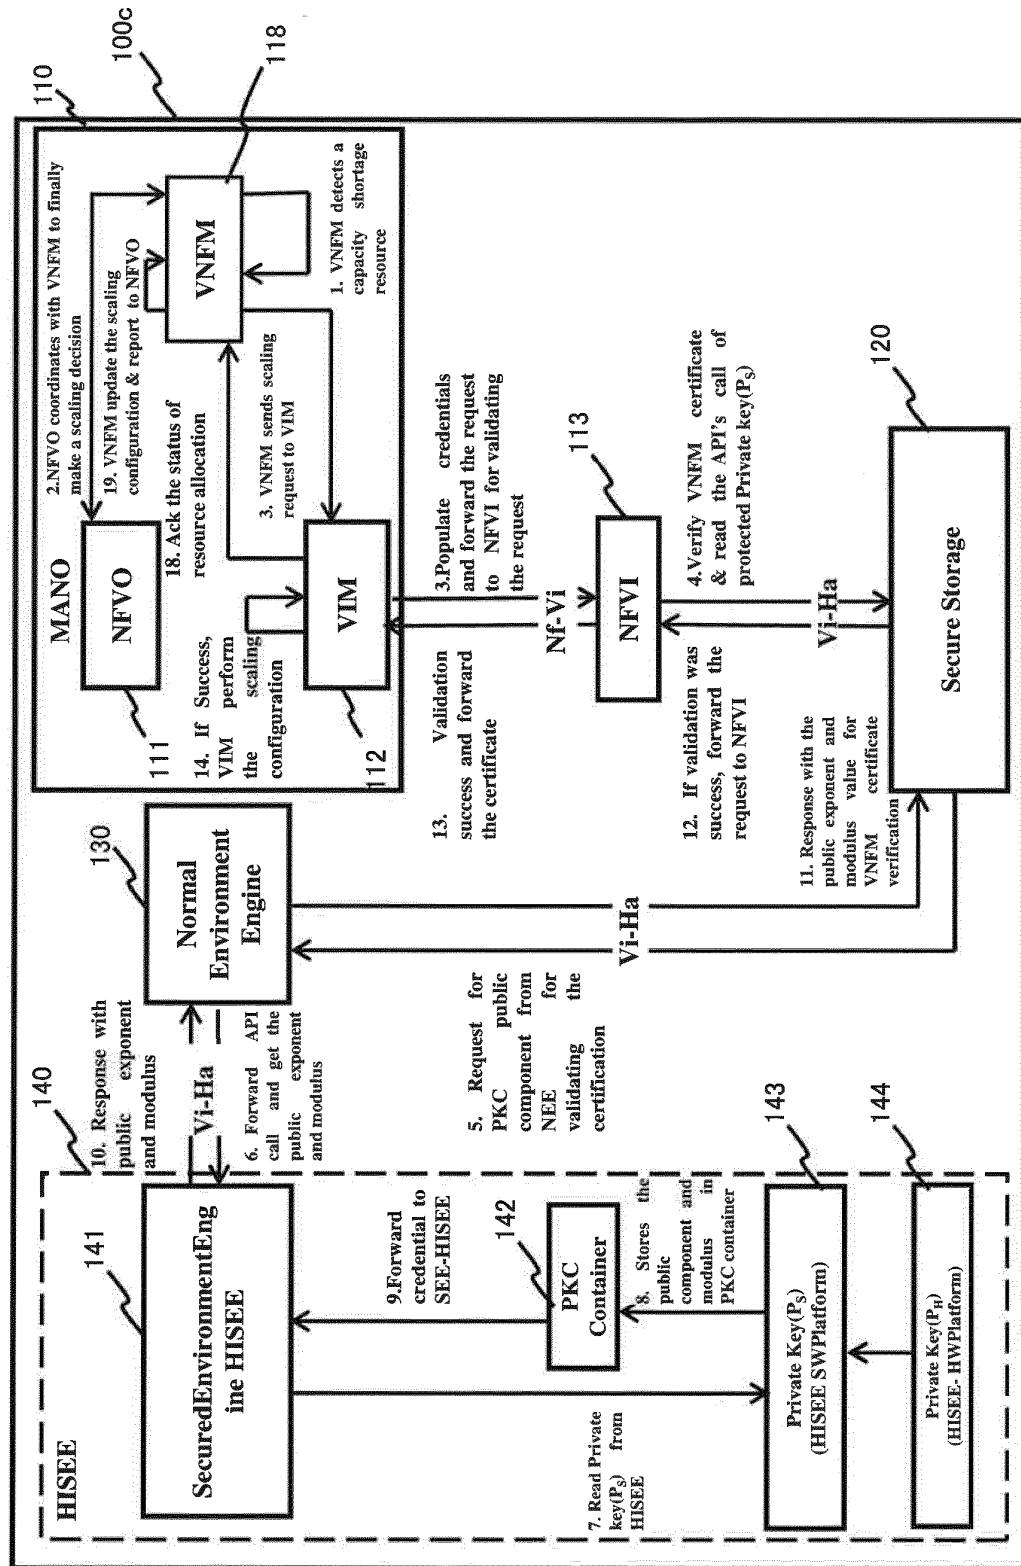 100c
110
118
2.NFVO coordinates with VNFM to finally
make a scaling decision
19. VNFM update the scaling
configuration & report to NFVO
MANO
NFVO
111
18. Ack the status of
resource allocation
VNFM
1. VNFM detects a
capacity shortage
resource
3. VNFM sends scaling
request to VIM
14. If Success,
VIM perform
the scaling
configuration
VIM
112
3.Populate credentials
and forward the request
to NFVI for validating
the request
Nf-Vi
13. Validation
success and forward
the certificate
NFVI
113
4.Verify VNFM certificate
& read the API's call of
protected Private key(PS)
Vi-Ha
12. If validation was
success, forward the
request to NFVI
120
Secure Storage
11. Response with the
public exponent and
modulus value for
VNFM certificate
verification
130
Normal
Environment
Engine
Vi-Ha
5. Request for
PKC public
component from
NEE for
validating the
certification
10. Response with
public exponent
and modulus
Vi-Ha
6. Forward API
call and get the
public exponent
and modulus
140
HISEE
141
SecuredEnvironmentEng
ine HISEE
9.Forward
credential to
SEE-HISEE
142
PKC
Container
8. Stores the
public
component and
modulus in
PKC container
7. Read Private
key(PS) from
HISEE
143
Private Key(PS)
(HISEE SWPlatform)
144
Private Key(PH)
(HISEE- HWPlatform)